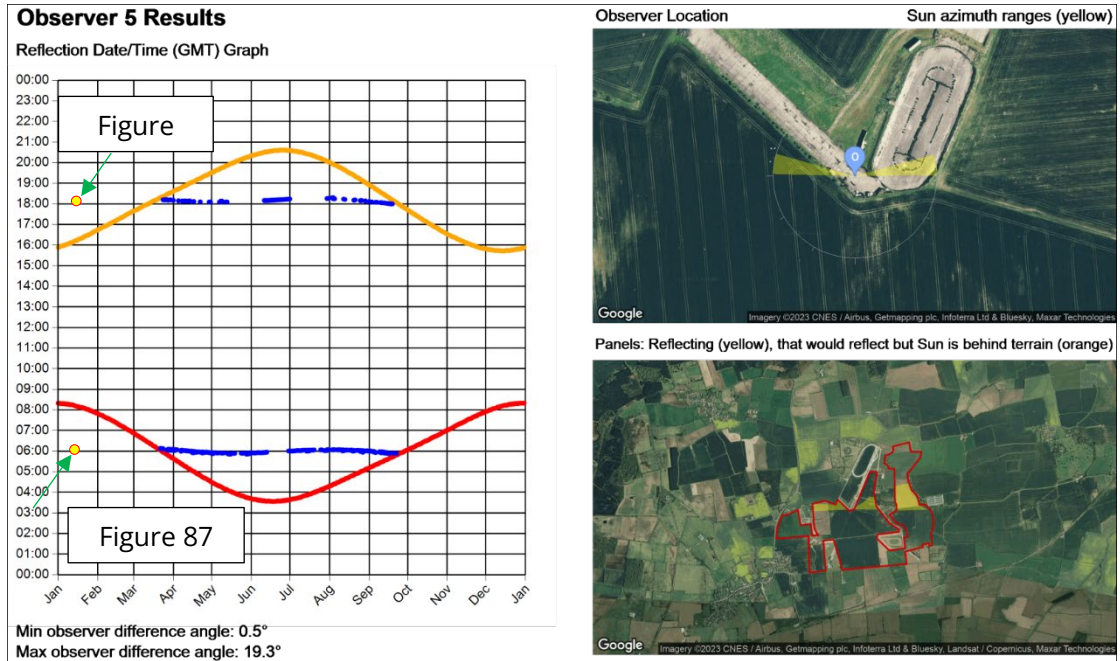 Observer 5 Results
Reflection Date/Time (GMT) Graph
00:00
23:00
22:00
21:00
20:00
19:00
18:00
17:00
16:00
15:00
14:00
13:00
12:00
11:00
10:00
09:00
08:00
07:00
06:00
05:00
04:00
03:00
02:00
01:00
00:00
Figure
Figure 87
Jan Feb Mar Apr May Jun Jul Aug Sep Oct Nov Dec Jan
Min observer difference angle: 0.5°
Max observer difference angle: 19.3°
Observer Location Sun azimuth ranges (yellow)
O
Google Imagery ©2023 CNES / Airbus, Getmapping plc, Infoterra Ltd & Bluesky, Maxar Technologies
Panels: Reflecting (yellow), that would reflect but Sun is behind terrain (orange)
Google Imagery ©2023 CNES / Airbus, Getmapping plc, Infoterra Ltd & Bluesky, Landsat / Copernicus, Maxar Technologies